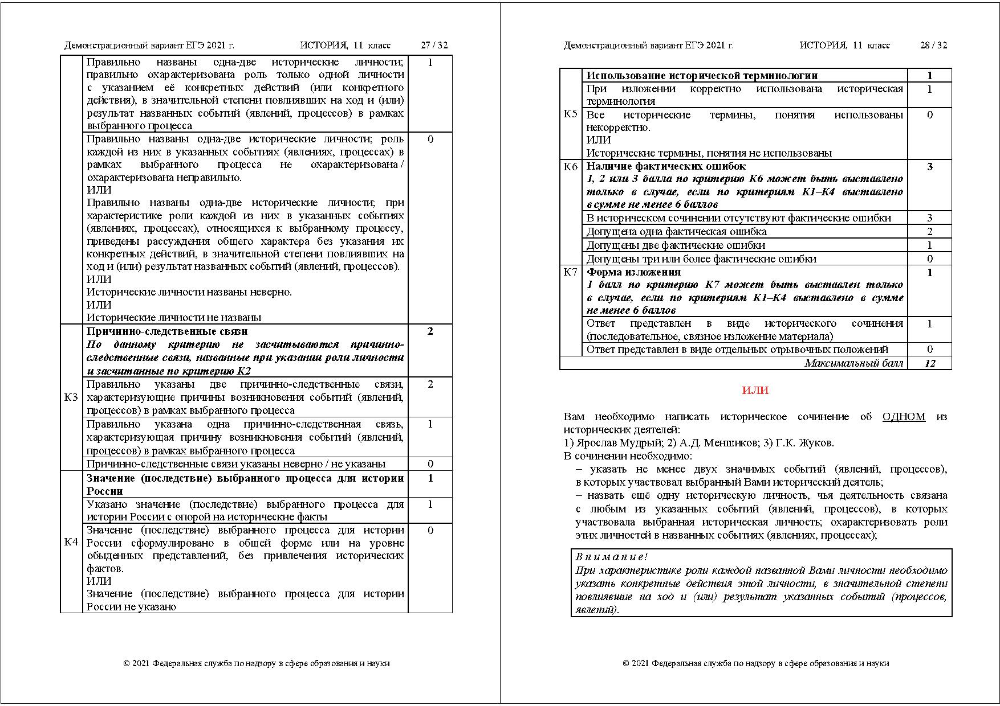 Демонстрационный вариант ЕГЭ 2021 г. ИСТОРИЯ, 11 класс 27 / 32
Правильно названы одна-две исторические личности; 1
правильно охарактеризована роль только одной личности
с указанием её конкретных действий (или конкретного
действия), в значительной степени повлиявших на ход и (или)
результат названных событий (явлений, процессов) в рамках
выбранного процесса
Правильно названы одна-две исторические личности; роль 0
каждой из них в указанных событиях (явлениях, процессах) в
рамках выбранного процесса не охарактеризована /
охарактеризована неправильно.
ИЛИ
Правильно названы одна-две исторические личности; при
характеристике роли каждой из них в указанных событиях
(явлениях, процессах), относящихся к выбранному процессу,
приведены рассуждения общего характера без указания их
конкретных действий, в значительной степени повлиявших на
ход и (или) результат названных событий (явлений, процессов).
ИЛИ
Исторические личности названы неверно.
ИЛИ
Исторические личности не названы
Причинно-следственные связи 2
По данному критерию не засчитываются причинно-
следственные связи, названные при указании роли личности
и засчитанные по критерию К2
Правильно указаны две причинно-следственные связи, 2
К3 характеризующие причины возникновения событий (явлений,
процессов) в рамках выбранного процесса
Правильно указана одна причинно-следственная связь, 1
характеризующая причину возникновения событий (явлений,
процессов) в рамках выбранного процесса
Причинно-следственные связи указаны неверно / не указаны 0
Значение (последствие) выбранного процесса для истории 1
России
Указано значение (последствие) выбранного процесса для 1
истории России с опорой на исторические факты
Значение (последствие) выбранного процесса для истории 0
К4 России сформулировано в общей форме или на уровне
обыденных представлений, без привлечения исторических
фактов.
ИЛИ
Значение (последствие) выбранного процесса для истории
России не указано
© 2021 Федеральная служба по надзору в сфере образования и науки
Демонстрационный вариант ЕГЭ 2021 г. ИСТОРИЯ, 11 класс 28 / 32
Использование исторической терминологии 1
При изложении корректно использована историческая 1
терминология
К5 Все исторические термины, понятия использованы 0
некорректно.
ИЛИ
Исторические термины, понятия не использованы
К6 Наличие фактических ошибок 3
1, 2 или 3 балла по критерию К6 может быть выставлено
только в случае, если по критериям К1–К4 выставлено
в сумме не менее 6 баллов
В историческом сочинении отсутствуют фактические ошибки 3
Допущена одна фактическая ошибка 2
Допущены две фактические ошибки 1
Допущены три или более фактические ошибки 0
К7 Форма изложения 1
1 балл по критерию К7 может быть выставлен только
в случае, если по критериям К1–К4 выставлено в сумме
не менее 6 баллов
Ответ представлен в виде исторического сочинения 1
(последовательное, связное изложение материала)
Ответ представлен в виде отдельных отрывочных положений 0
Максимальный балл 12
ИЛИ
Вам необходимо написать историческое сочинение об ОДНОМ из
исторических деятелей:
1) Ярослав Мудрый; 2) А.Д. Меншиков; 3) Г.К. Жуков.
В сочинении необходимо:
– указать не менее двух значимых событий (явлений, процессов),
в которых участвовал выбранный Вами исторический деятель;
– назвать ещё одну историческую личность, чья деятельность связана
с любым из указанных событий (явлений, процессов), в которых
участвовала выбранная историческая личность; охарактеризовать роли
этих личностей в названных событиях (явлениях, процессах);
Внимание!
При характеристике роли каждой названной Вами личности необходимо
указать конкретные действия этой личности, в значительной степени
повлиявшие на ход и (или) результат указанных событий (процессов,
явлений).
© 2021 Федеральная служба по надзору в сфере образования и науки